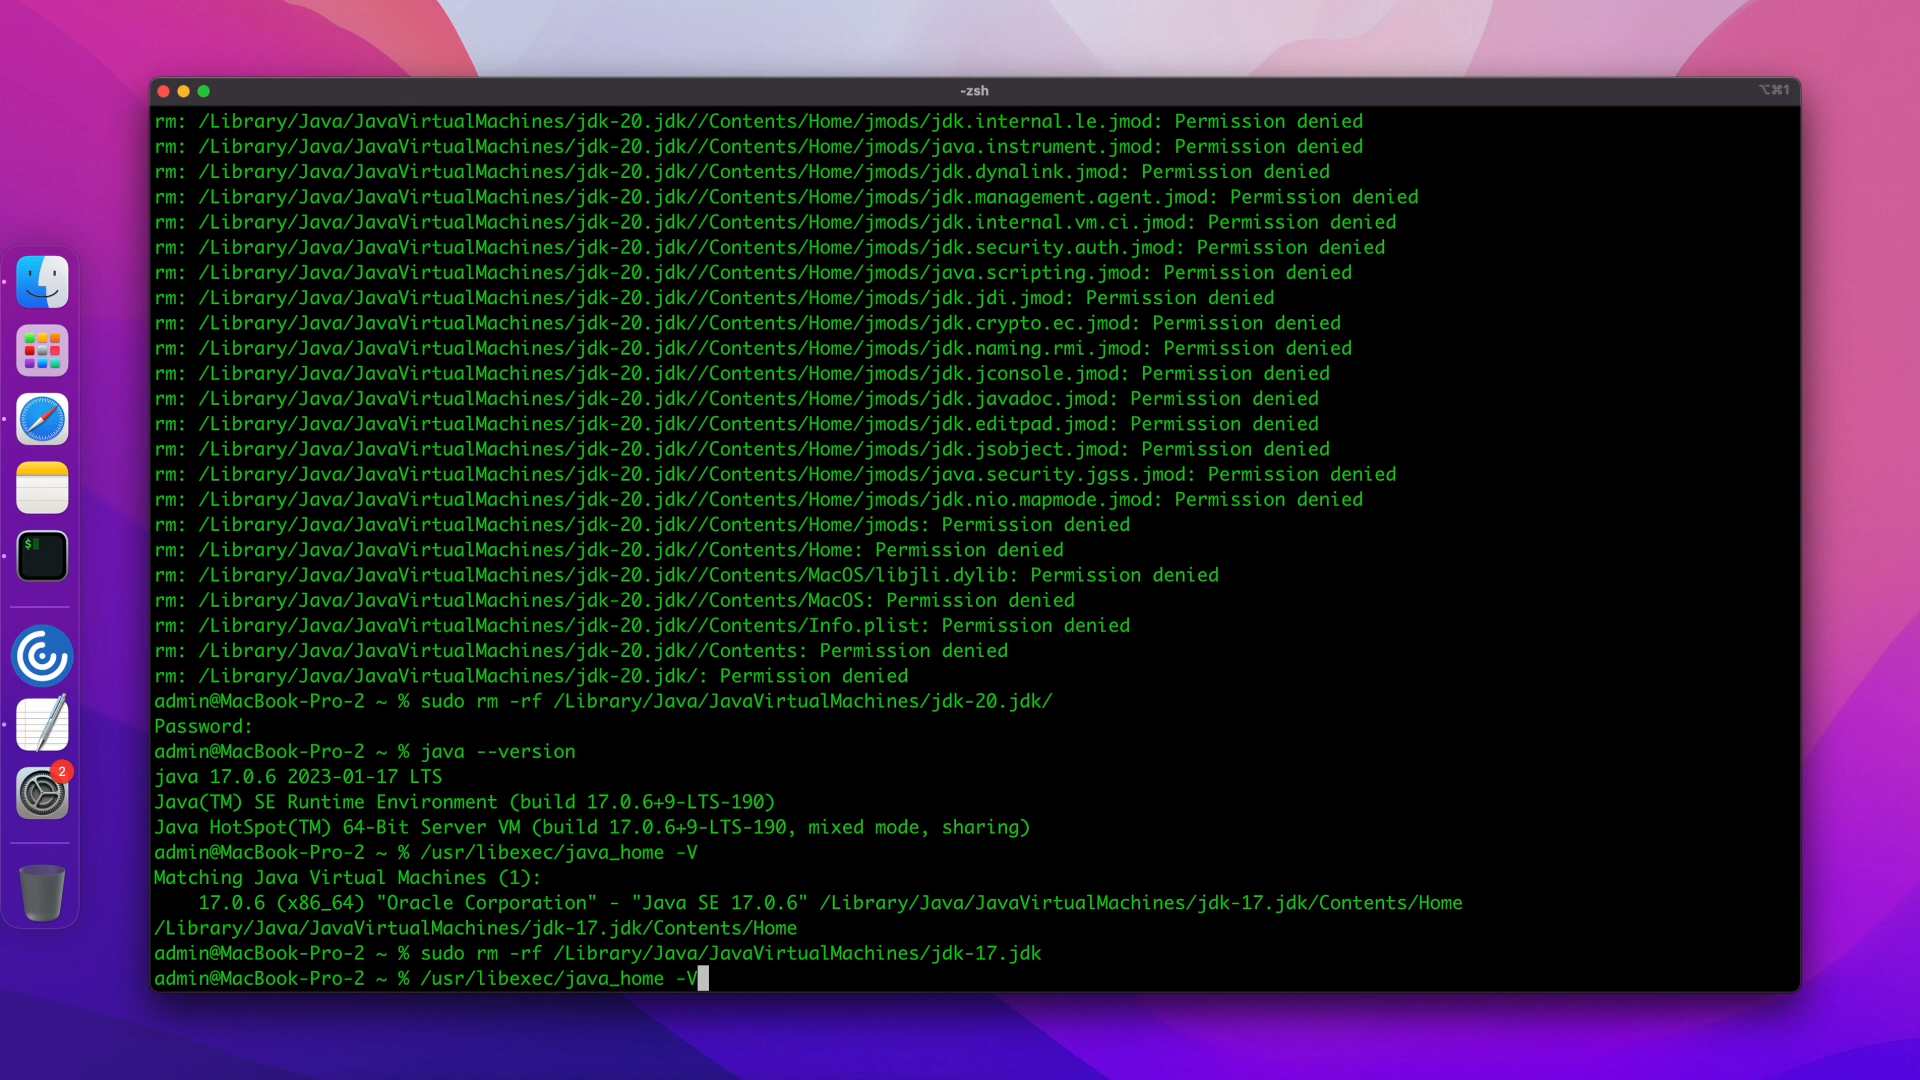 -zsh
⌥⌘1
rm: /Library/Java/JavaVirtualMachines/jdk-20.jdk//Contents/Home/jmods/jdk.internal.le.jmod: Permission denied
rm: /Library/Java/JavaVirtualMachines/jdk-20.jdk//Contents/Home/jmods/java.instrument.jmod: Permission denied
rm: /Library/Java/JavaVirtualMachines/jdk-20.jdk//Contents/Home/jmods/jdk.dynalink.jmod: Permission denied
rm: /Library/Java/JavaVirtualMachines/jdk-20.jdk//Contents/Home/jmods/jdk.management.agent.jmod: Permission denied
rm: /Library/Java/JavaVirtualMachines/jdk-20.jdk//Contents/Home/jmods/jdk.internal.vm.ci.jmod: Permission denied
rm: /Library/Java/JavaVirtualMachines/jdk-20.jdk//Contents/Home/jmods/jdk.security.auth.jmod: Permission denied
rm: /Library/Java/JavaVirtualMachines/jdk-20.jdk//Contents/Home/jmods/java.scripting.jmod: Permission denied
rm: /Library/Java/JavaVirtualMachines/jdk-20.jdk//Contents/Home/jmods/jdk.jdi.jmod: Permission denied
rm: /Library/Java/JavaVirtualMachines/jdk-20.jdk//Contents/Home/jmods/jdk.crypto.ec.jmod: Permission denied
rm: /Library/Java/JavaVirtualMachines/jdk-20.jdk//Contents/Home/jmods/jdk.naming.rmi.jmod: Permission denied
rm: /Library/Java/JavaVirtualMachines/jdk-20.jdk//Contents/Home/jmods/jdk.jconsole.jmod: Permission denied
rm: /Library/Java/JavaVirtualMachines/jdk-20.jdk//Contents/Home/jmods/jdk.javadoc.jmod: Permission denied
rm: /Library/Java/JavaVirtualMachines/jdk-20.jdk//Contents/Home/jmods/jdk.editpad.jmod: Permission denied
rm: /Library/Java/JavaVirtualMachines/jdk-20.jdk//Contents/Home/jmods/jdk.jsobject.jmod: Permission denied
rm: /Library/Java/JavaVirtualMachines/jdk-20.jdk//Contents/Home/jmods/java.security.jgss.jmod: Permission denied
rm: /Library/Java/JavaVirtualMachines/jdk-20.jdk//Contents/Home/jmods/jdk.nio.mapmode.jmod: Permission denied
rm: /Library/Java/JavaVirtualMachines/jdk-20.jdk//Contents/Home/jmods: Permission denied
rm: /Library/Java/JavaVirtualMachines/jdk-20.jdk//Contents/Home: Permission denied
rm: /Library/Java/JavaVirtualMachines/jdk-20.jdk//Contents/MacOS/libjli.dylib: Permission denied
rm: /Library/Java/JavaVirtualMachines/jdk-20.jdk//Contents/MacOS: Permission denied
rm: /Library/Java/JavaVirtualMachines/jdk-20.jdk//Contents/Info.plist: Permission denied
rm: /Library/Java/JavaVirtualMachines/jdk-20.jdk//Contents: Permission denied
rm: /Library/Java/JavaVirtualMachines/jdk-20.jdk/: Permission denied
admin@MacBook-Pro-2 ~ % sudo rm -rf /Library/Java/JavaVirtualMachines/jdk-20.jdk/
Password:
admin@MacBook-Pro-2 ~ % java --version
java 17.0.6 2023-01-17 LTS
Java(TM) SE Runtime Environment (build 17.0.6+9-LTS-190)
Java HotSpot(TM) 64-Bit Server VM (build 17.0.6+9-LTS-190, mixed mode, sharing)
admin@MacBook-Pro-2 ~ % /usr/libexec/java_home -V
Matching Java Virtual Machines (1):
    17.0.6 (x86_64) "Oracle Corporation" - "Java SE 17.0.6" /Library/Java/JavaVirtualMachines/jdk-17.jdk/Contents/Home
/Library/Java/JavaVirtualMachines/jdk-17.jdk/Contents/Home
admin@MacBook-Pro-2 ~ % sudo rm -rf /Library/Java/JavaVirtualMachines/jdk-17.jdk
admin@MacBook-Pro-2 ~ % /usr/libexec/java_home -V
$
2